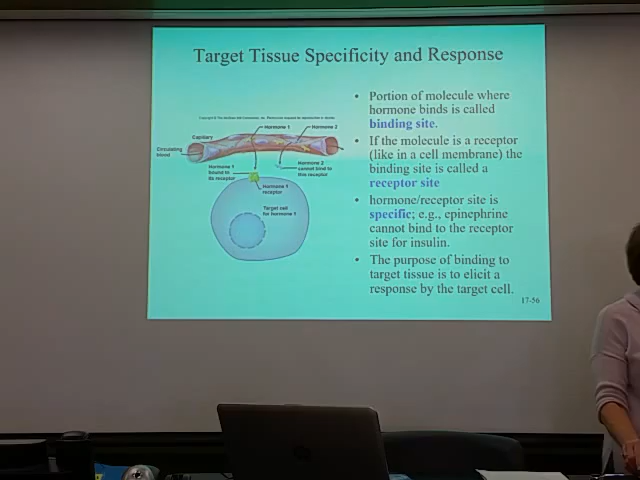 Target Tissue Specificity and Response
Hormone 1
Hormone 2
Capillary
Circulating
blood
Hormone 1
bound to
its receptor
Hormone 2
cannot bind to
this receptor
Hormone 1
receptor
Target cell
for hormone 1
• Portion of molecule where
hormone binds is called
binding site.
• If the molecule is a receptor
(like in a cell membrane) the
binding site is called a
receptor site
• hormone/receptor site is
specific; e.g., epinephrine
cannot bind to the receptor
site for insulin.
• The purpose of binding to
target tissue is to elicit a
response by the target cell.
17-56